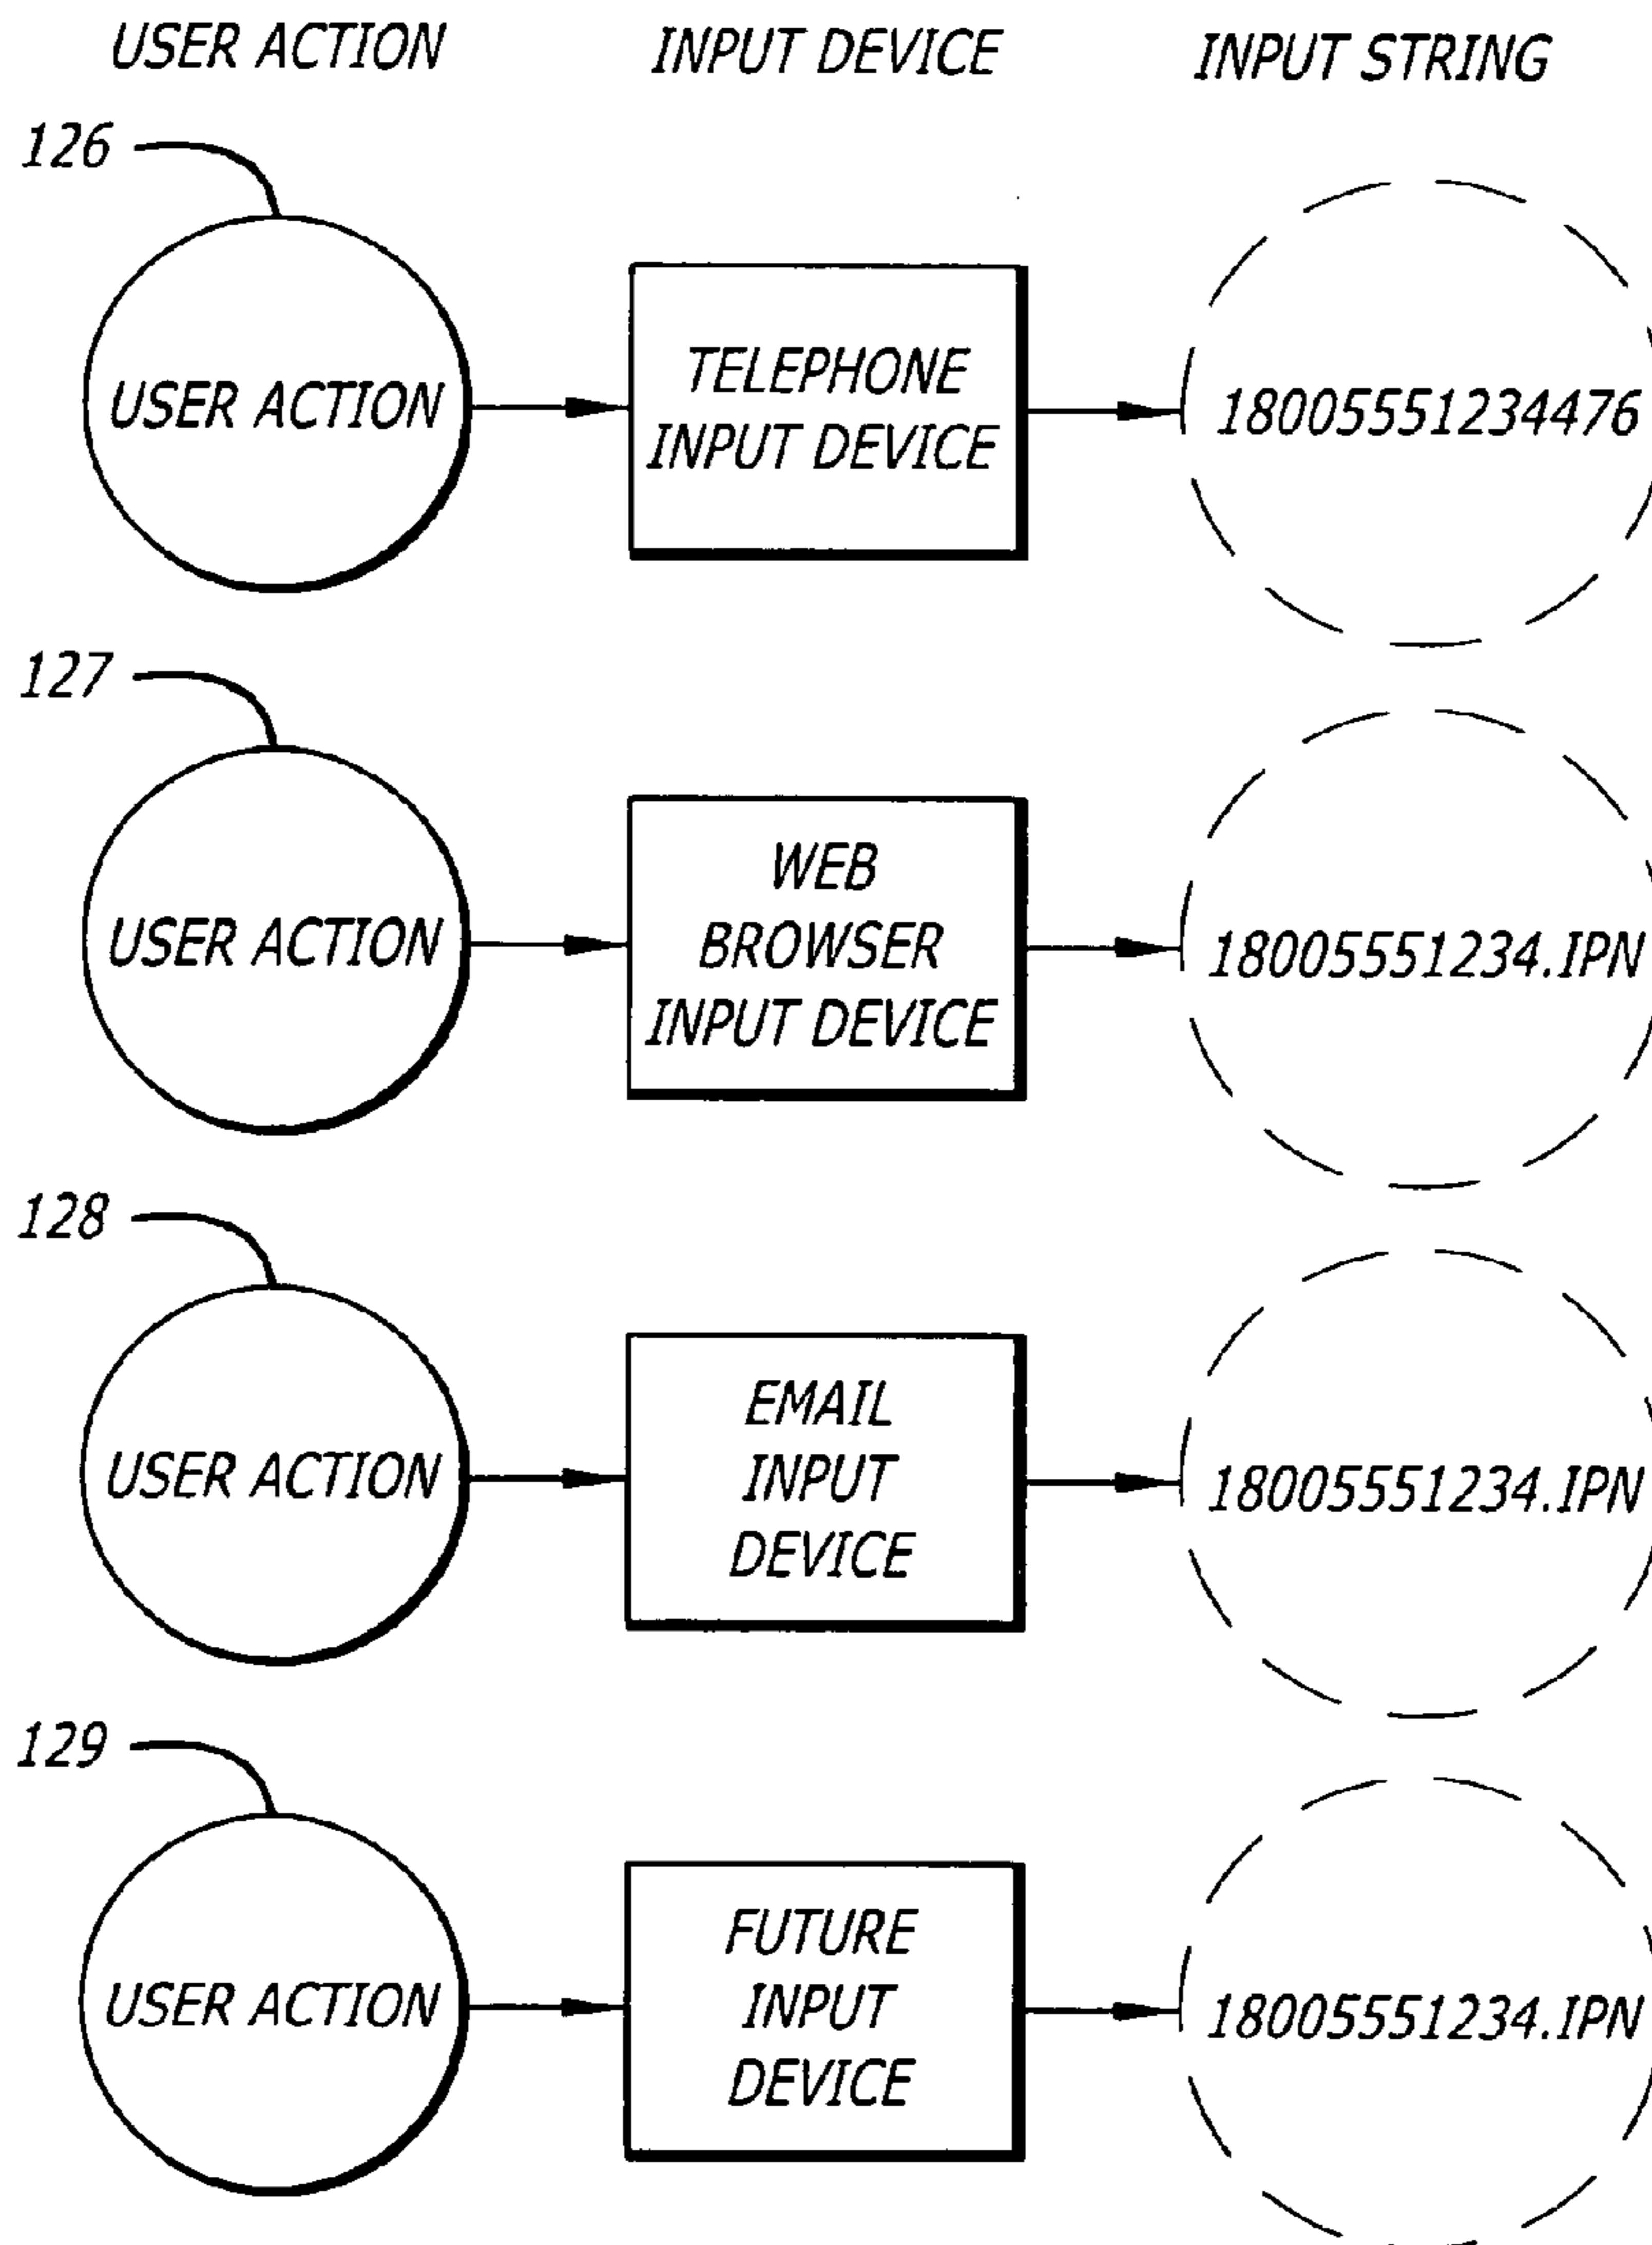 USER ACTION INPUT DEVICE INPUT STRING
126
USER ACTION
TELEPHONE
INPUT DEVICE
18005551234476
127
USER ACTION
WEB
BROWSER
INPUT DEVICE
18005551234.IPN
128
USER ACTION
EMAIL
INPUT
DEVICE
18005551234.IPN
129
USER ACTION
FUTURE
INPUT
DEVICE
18005551234.IPN